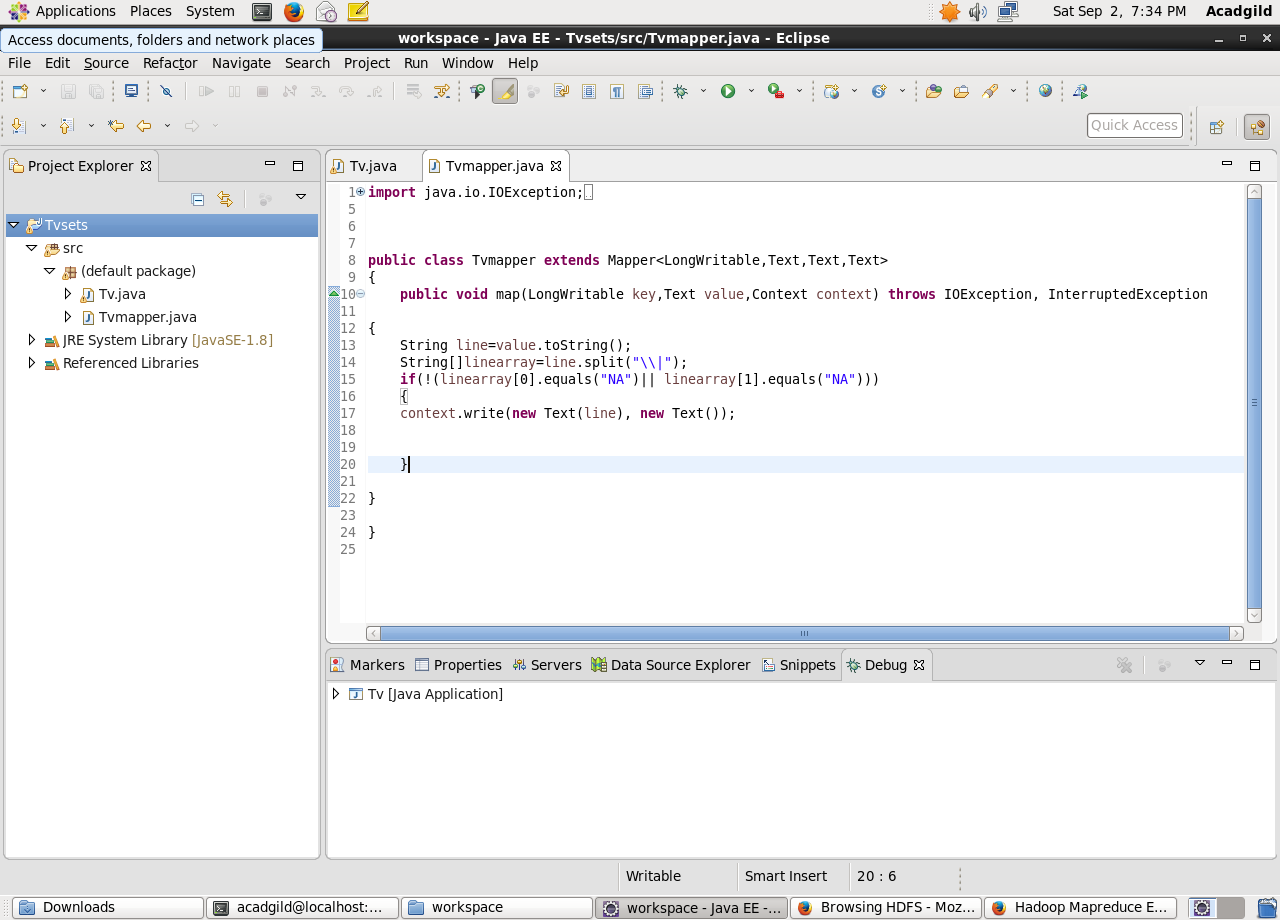 Applications Places System Sat Sep 2, 7:34 PM Acadgild
Access documents, folders and network places
workspace - Java EE - Tvsets/src/Tvmapper.java - Eclipse
File Edit Source Refactor Navigate Search Project Run Window Help
Quick Access
Project Explorer
Tvsets
src
(default package)
Tv.java
Tvmapper.java
JRE System Library [JavaSE-1.8]
Referenced Libraries
Tv.java Tvmapper.java
1 import java.io.IOException;
5
6
7
8 public class Tvmapper extends Mapper<LongWritable,Text,Text,Text>
9 {
10 public void map(LongWritable key,Text value,Context context) throws IOException, InterruptedException
11
12 {
13 String line=value.toString();
14 String[]linearray=line.split("\\|");
15 if(!(linearray[0].equals("NA")|| linearray[1].equals("NA")))
16 {
17 context.write(new Text(line), new Text());
18
19
20 }
21
22 }
23
24 }
25
Markers Properties Servers Data Source Explorer Snippets Debug
Tv [Java Application]
Writable Smart Insert 20 : 6
Downloads acadgild@localhost:... workspace workspace - Java EE -... Browsing HDFS - Moz... Hadoop Mapreduce E...